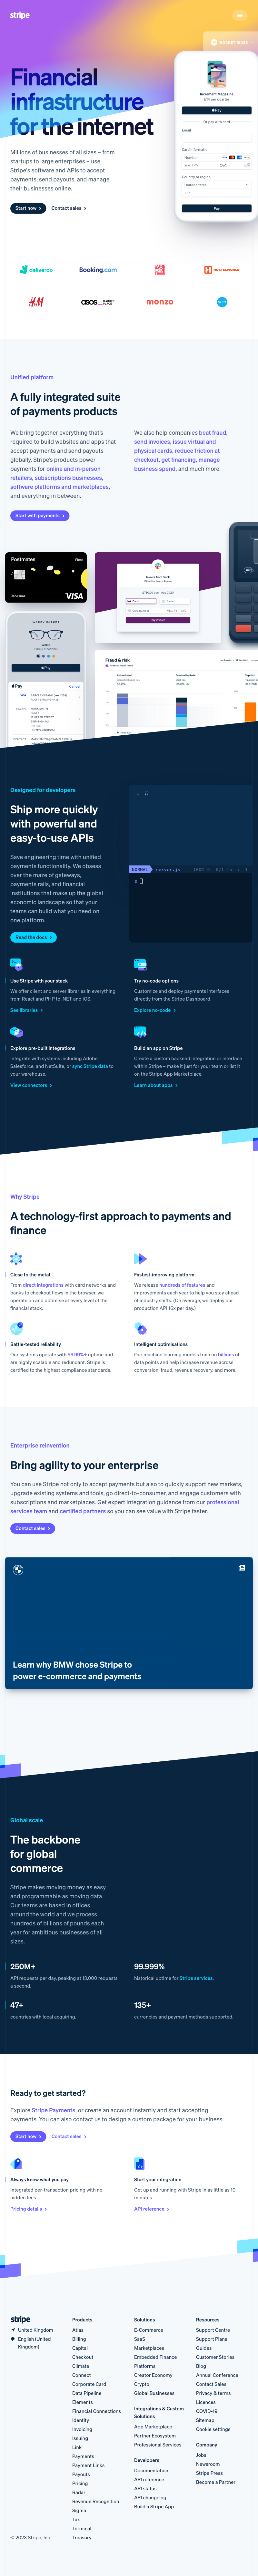 stripe
Financial
infrastructure
for the internet
Millions of businesses of all sizes – from
startups to large enterprises – use
Stripe's software and APIs to accept
payments, send payouts, and manage
their businesses online.
Start now
Contact sales
Increment Magazine
£14 per quarter
Pay
Or pay with card
Email
Card information
Number
MM / YY
CVC
Country or region
United States
ZIP
Pay
deliveroo
Booking.com
HOSTELWORLD
H&M
asos
MARKET
PLACE
monzo
Unified platform
A fully integrated suite
of payments products
We bring together everything that's
required to build websites and apps that
accept payments and send payouts
globally. Stripe's products power
payments for online and in-person
retailers, subscriptions businesses,
software platforms and marketplaces,
and everything in between.
We also help companies beat fraud,
send invoices, issue virtual and
physical cards, reduce friction at
checkout, get financing, manage
business spend, and much more.
Start with payments
Postmates
Fleet
Jane Diaz
VISA
WARBY PARKER
Pay
Pay
Cancel
Fraud & risk
Designed for developers
Ship more quickly
with powerful and
easy-to-use APIs
Save engineering time with unified
payments functionality. We obsess
over the maze of gateways,
payments rails, and financial
institutions that make up the global
economic landscape so that your
teams can build what you need on
one platform.
Read the docs
NORMAL
server.js
1
Use Stripe with your stack
We offer client and server libraries in everything
from React and PHP to .NET and iOS.
See libraries
Try no-code options
Customize and deploy payments interfaces
directly from the Stripe Dashboard.
Explore no-code
Explore pre-built integrations
Integrate with systems including Adobe,
Salesforce, and NetSuite, or sync Stripe data to
your warehouse.
View connectors
Build an app on Stripe
Create a custom backend integration or interface
within Stripe – make it just for your team or list it
on the Stripe App Marketplace.
Learn about apps
Why Stripe
A technology-first approach to payments and
finance
Close to the metal
From direct integrations with card networks and
banks to checkout flows in the browser, we
operate on and optimise at every level of the
financial stack.
Fastest-improving platform
We release hundreds of features and
improvements each year to help you stay ahead
of industry shifts. (On average, we deploy our
production API 16x per day.)
Battle-tested reliability
Our systems operate with 99.99%+ uptime and
are highly scalable and redundant. Stripe is
certified to the highest compliance standards.
Intelligent optimisations
Our machine learning models train on billions of
data points and help increase revenue across
conversion, fraud, revenue recovery, and more.
Enterprise reinvention
Bring agility to your enterprise
You can use Stripe not only to accept payments but also to quickly support new markets,
upgrade existing systems and tools, go direct-to-consumer, and engage customers with
subscriptions and marketplaces. Get expert integration guidance from our professional
services team and certified partners so you can see value with Stripe faster.
Contact sales
Learn why BMW chose Stripe to
power e-commerce and payments
Global scale
The backbone
for global
commerce
Stripe makes moving money as easy
and programmable as moving data.
Our teams are based in offices
around the world and we process
hundreds of billions of pounds each
year for ambitious businesses of all
sizes.
250M+
API requests per day, peaking at 13,000 requests
a second.
99.999%
historical uptime for Stripe services.
47+
countries with local acquiring.
135+
currencies and payment methods supported.
Ready to get started?
Explore Stripe Payments, or create an account instantly and start accepting
payments. You can also contact us to design a custom package for your business.
Start now
Contact sales
Always know what you pay
Integrated per-transaction pricing with no
hidden fees.
Pricing details
Start your integration
Get up and running with Stripe in as little as 10
minutes.
API reference
stripe
United Kingdom
English (United
Kingdom)
© 2023 Stripe, Inc.
Products
Atlas
Billing
Capital
Checkout
Climate
Connect
Corporate Card
Data Pipeline
Elements
Financial Connections
Identity
Invoicing
Issuing
Link
Payments
Payment Links
Payouts
Pricing
Radar
Revenue Recognition
Sigma
Tax
Terminal
Treasury
Solutions
E-Commerce
SaaS
Marketplaces
Embedded Finance
Platforms
Creator Economy
Crypto
Global Businesses
Integrations & Custom
Solutions
App Marketplace
Partner Ecosystem
Professional Services
Developers
Documentation
API reference
API status
API changelog
Build a Stripe App
Resources
Support Centre
Support Plans
Guides
Customer Stories
Blog
Annual Conference
Contact Sales
Privacy & terms
Licences
COVID-19
Sitemap
Cookie settings
Company
Jobs
Newsroom
Stripe Press
Become a Partner